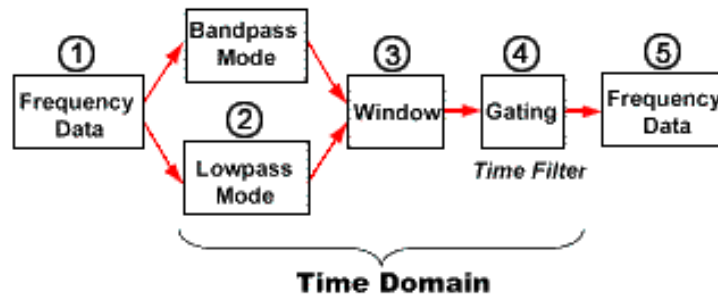 1
Frequency
Data
Bandpass
Mode
2
Lowpass
Mode
3
Window
4
Gating
Time Filter
5
Frequency
Data
Time Domain